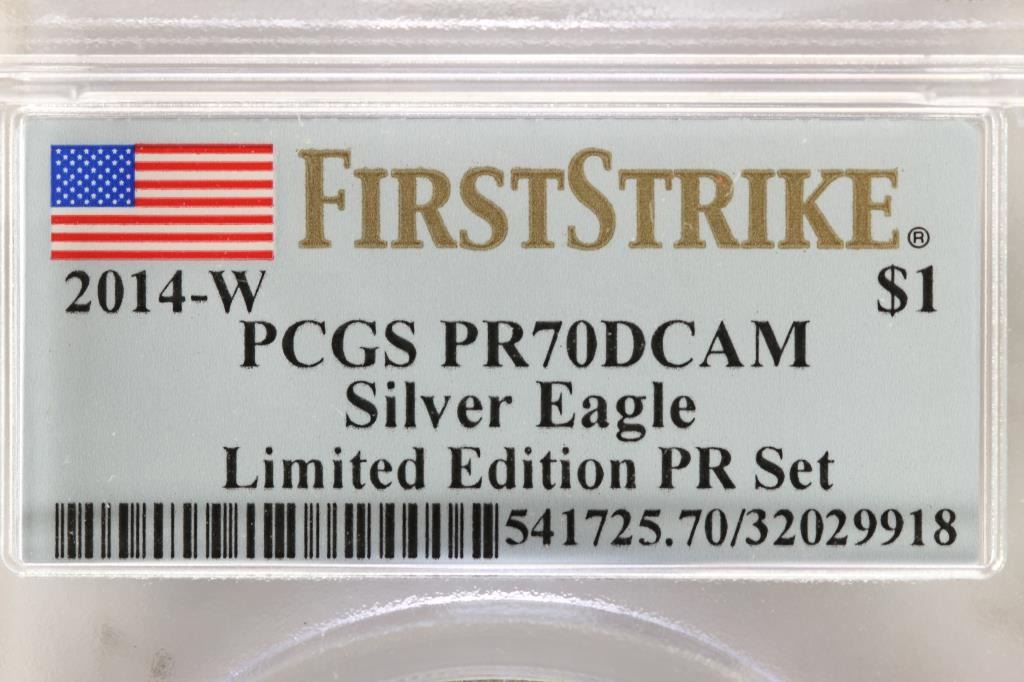 FIRSTSTRIKE®
2014-W $1
PCGS PR70DCAM
Silver Eagle
Limited Edition PR Set
541725.70/32029918